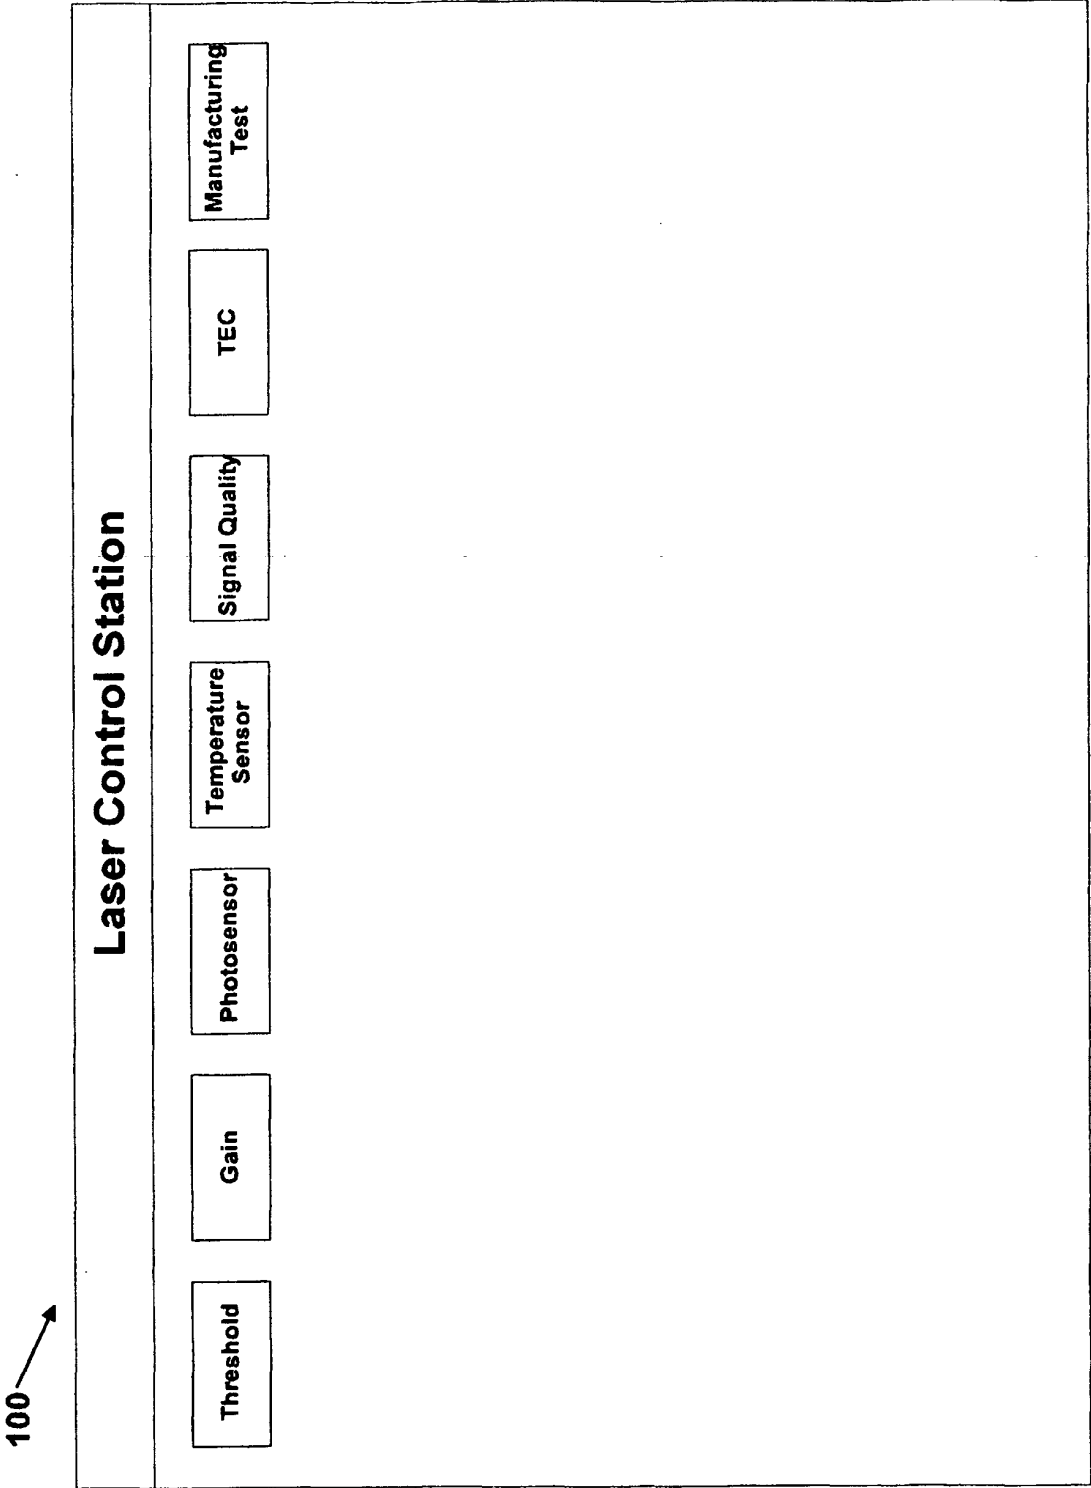 100
Laser Control Station
Threshold
Gain
Photosensor
Temperature
Sensor
Signal Quality
TEC
Manufacturing
Test